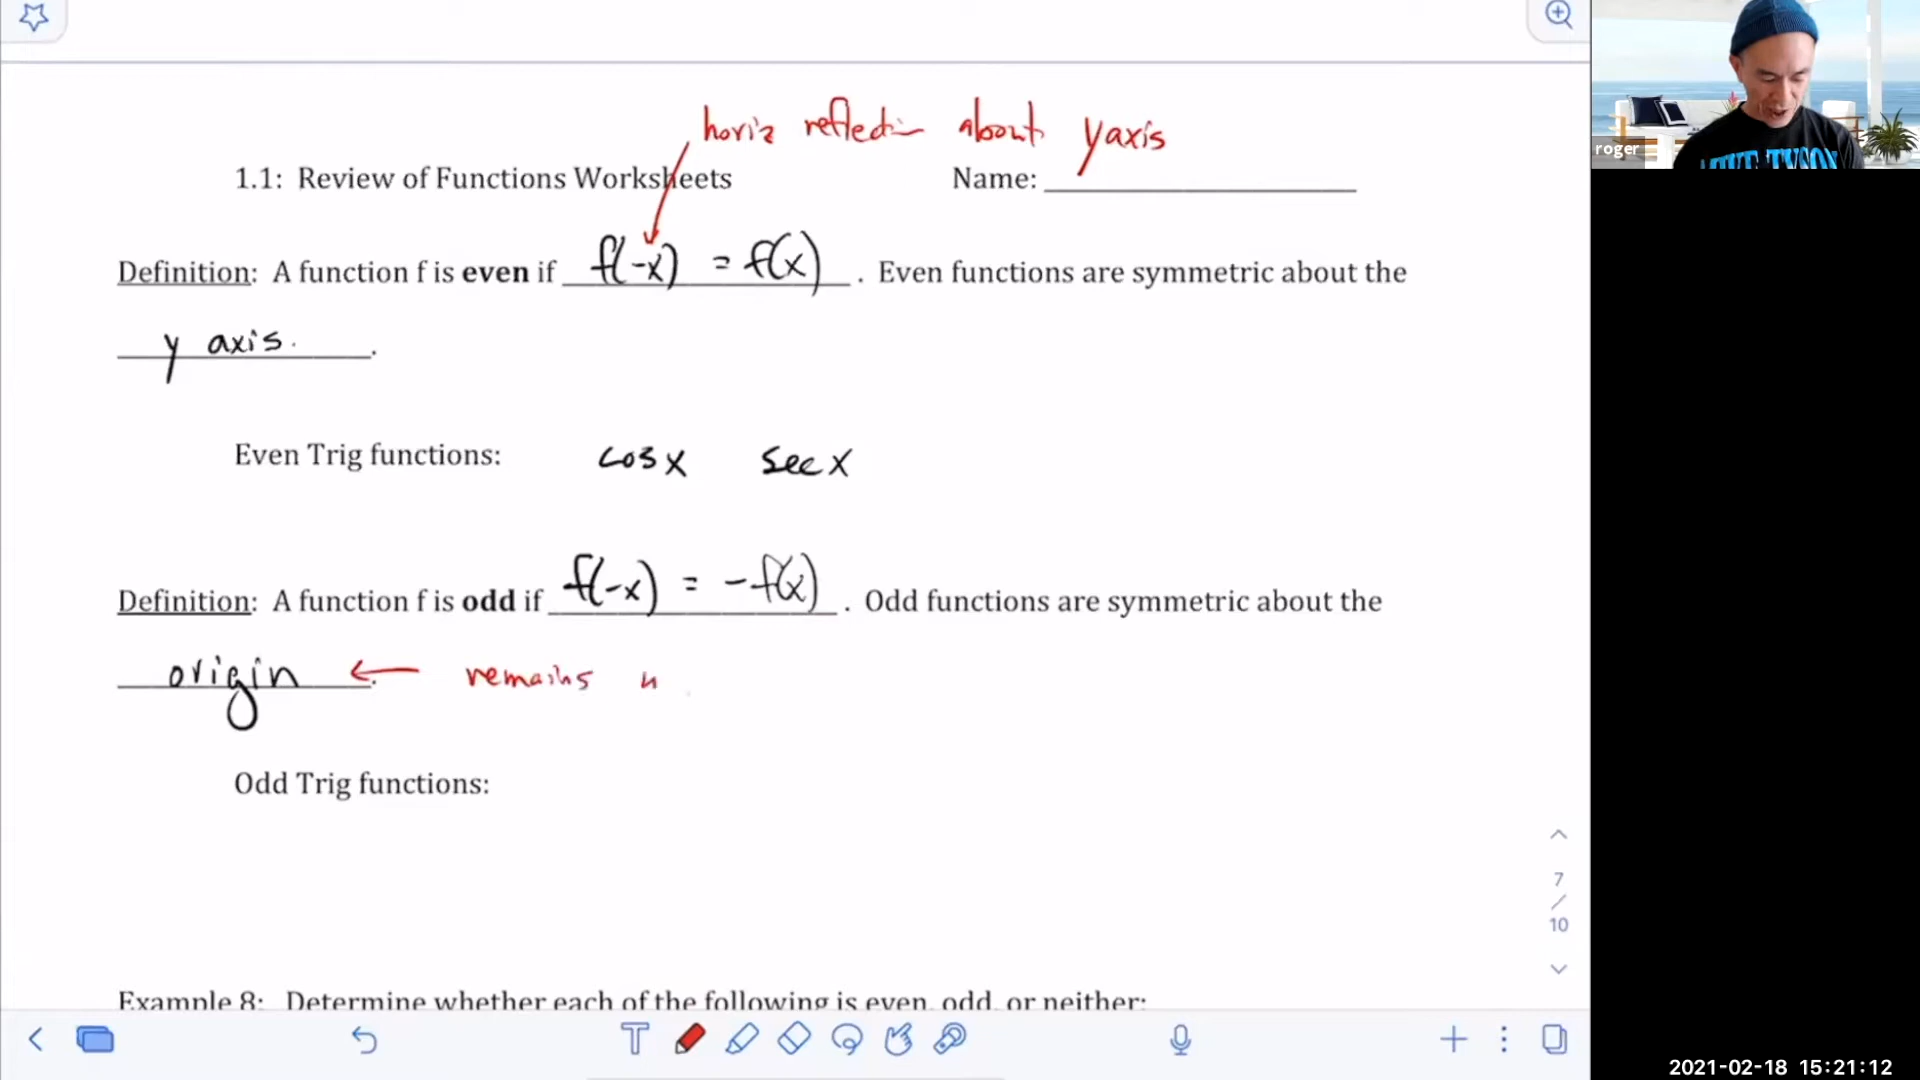 horiz reflectin about yaxis
roger
1.1: Review of Functions Worksheets Name:
Definition: A function f is even if f(-x) = f(x). Even functions are symmetric about the
y axis.
Even Trig functions: cos x sec x
Definition: A function f is odd if f(-x) = -f(x). Odd functions are symmetric about the
origin. ← remains
Odd Trig functions:
7
/
10
Example 8: Determine whether each of the following is even, odd, or neither:
2021-02-18 15:21:12